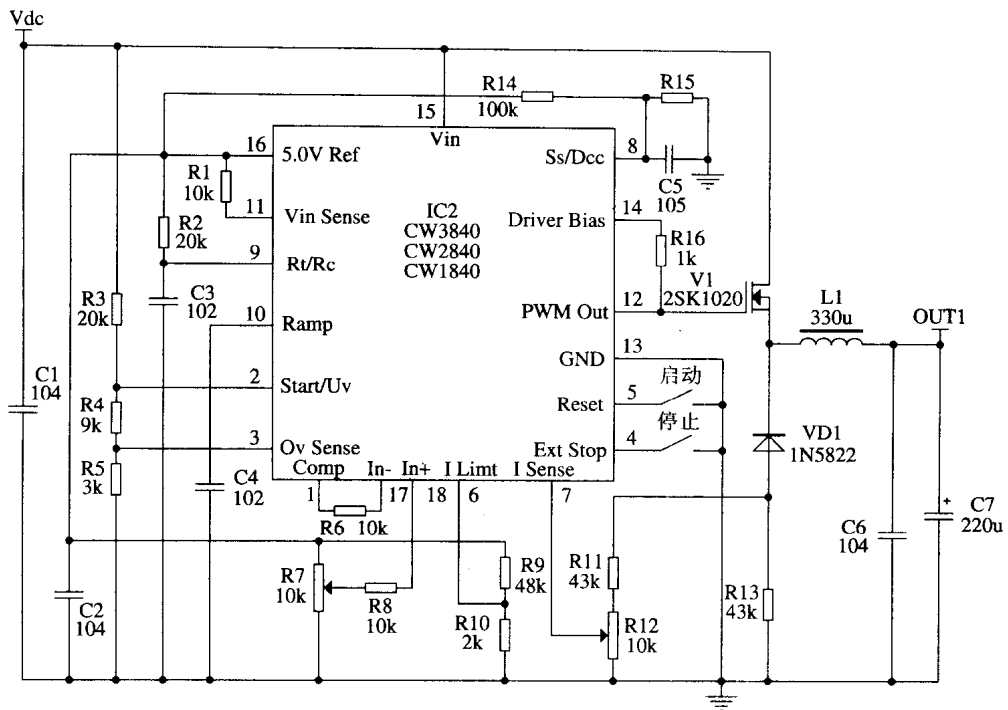 Vdc
R14
100k
R15
15
Vin
16
5.0V Ref
Ss/Dcc
8
R1
10k
C5
105
11
Vin Sense
IC2
CW3840
CW2840
CW1840
Driver Bias
14
R2
20k
R16
1k
9
Rt/Rc
V1
2SK1020
R3
20k
C3
102
10
Ramp
PWM Out
12
L1
330u
OUT1
GND
13
C1
104
2
Start/Uv
启动
Reset
5
R4
9k
停止
3
Ov Sense
Ext Stop
4
VD1
1N5822
R5
3k
C4
102
Comp
In-
In+
I Limt
I Sense
1
17
18
6
7
R6
10k
C6
104
+
C7
220u
R7
10k
R8
10k
R9
48k
R11
43k
R13
43k
C2
104
R10
2k
R12
10k